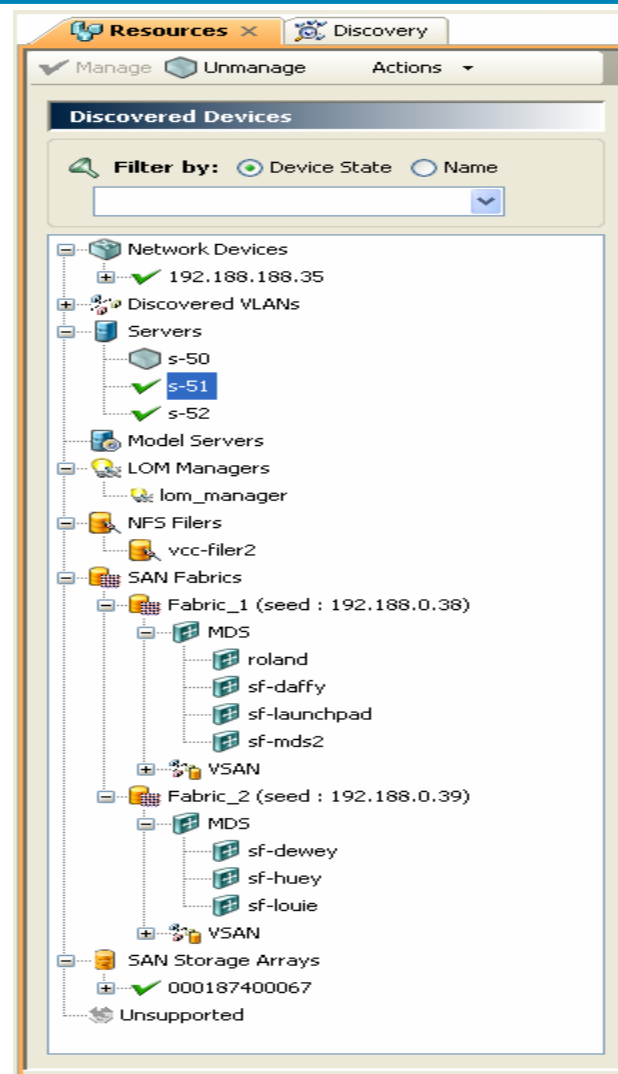 Resources Discovery
Manage Unmanage Actions
Discovered Devices
Filter by: Device State Name
Network Devices
192.188.188.35
Discovered VLANs
Servers
s-50
s-51
s-52
Model Servers
LOM Managers
lom_manager
NFS Filers
vcc-filer2
SAN Fabrics
Fabric_1 (seed : 192.188.0.38)
MDS
roland
sf-daffy
sf-launchpad
sf-mds2
VSAN
Fabric_2 (seed : 192.188.0.39)
MDS
sf-dewey
sf-huey
sf-louie
VSAN
SAN Storage Arrays
000187400067
Unsupported